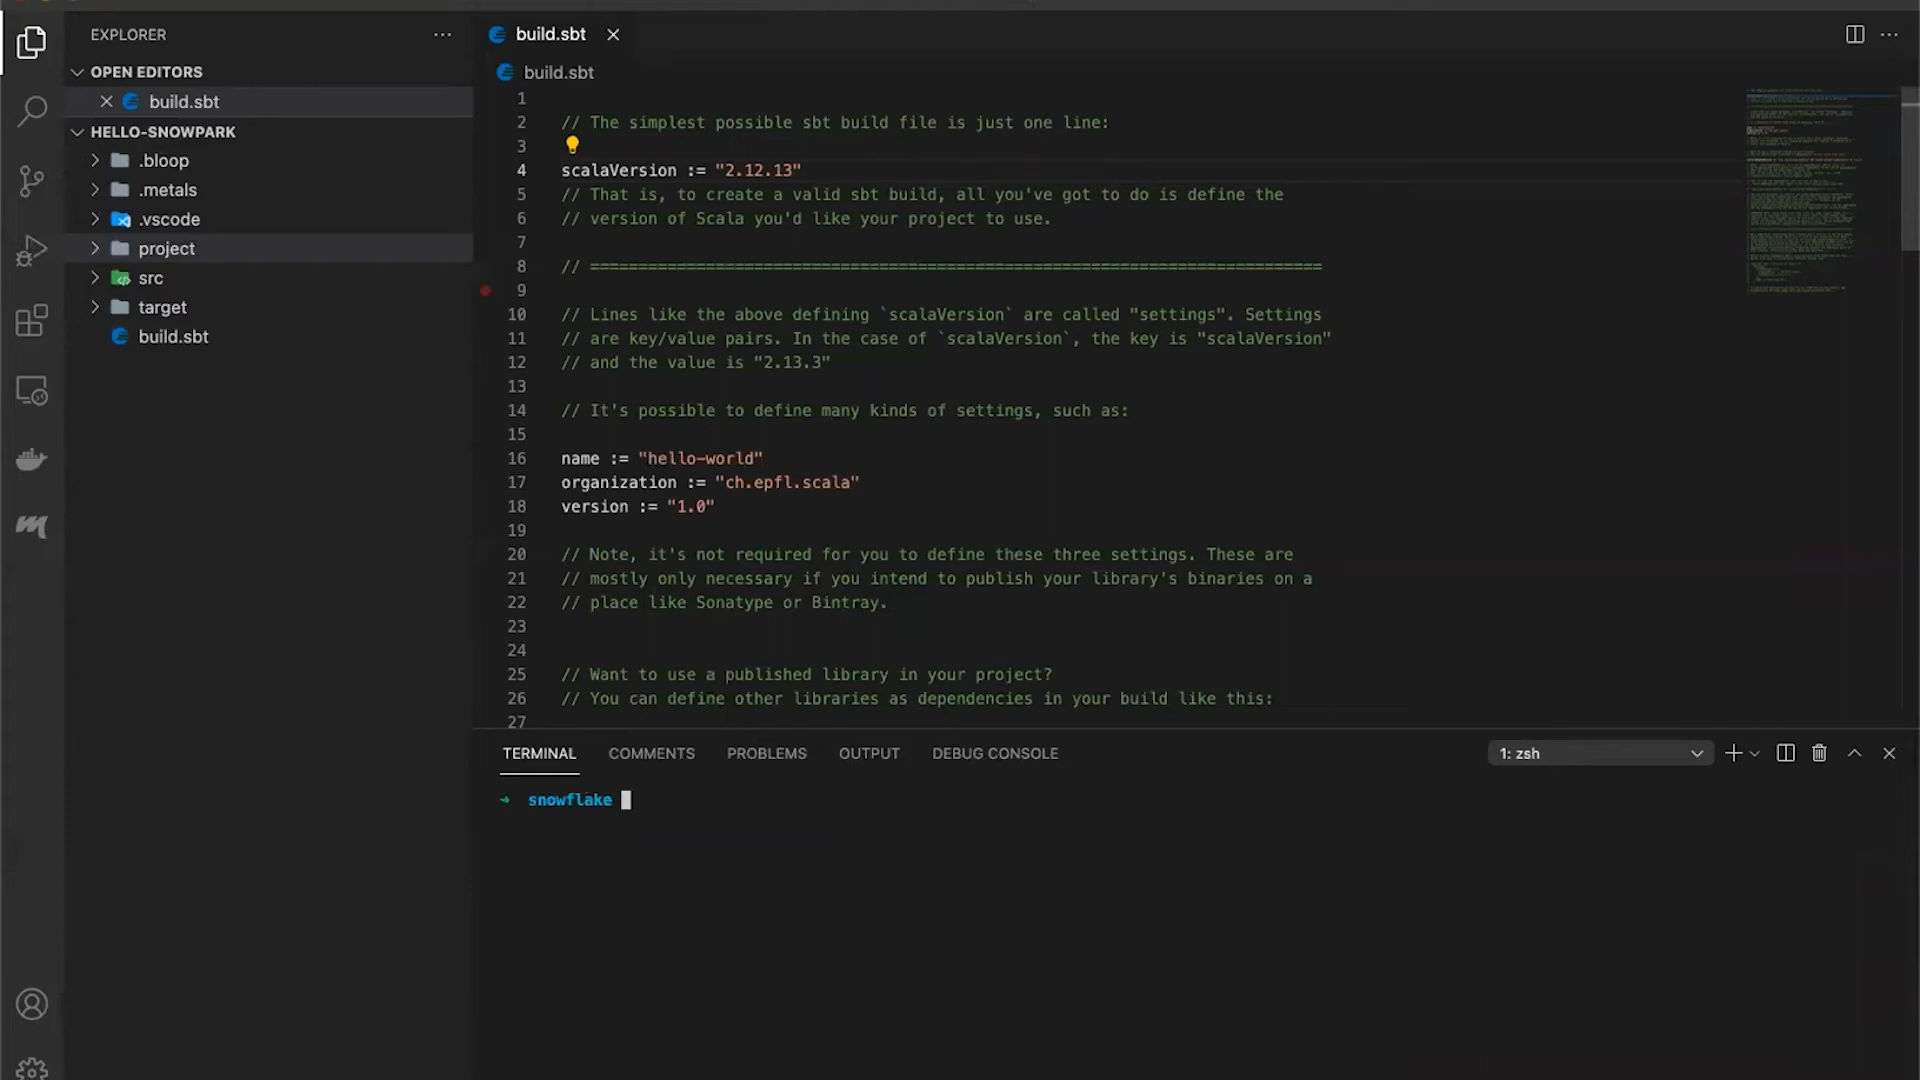 EXPLORER
OPEN EDITORS
build.sbt
HELLO-SNOWPARK
.bloop
.metals
.vscode
project
src
target
build.sbt
build.sbt
build.sbt
1
2 // The simplest possible sbt build file is just one line:
3
4 scalaVersion := "2.12.13"
5 // That is, to create a valid sbt build, all you've got to do is define the
6 // version of Scala you'd like your project to use.
7
8 // ============================================================================
9
10 // Lines like the above defining `scalaVersion` are called "settings". Settings
11 // are key/value pairs. In the case of `scalaVersion`, the key is "scalaVersion"
12 // and the value is "2.13.3"
13
14 // It's possible to define many kinds of settings, such as:
15
16 name := "hello-world"
17 organization := "ch.epfl.scala"
18 version := "1.0"
19
20 // Note, it's not required for you to define these three settings. These are
21 // mostly only necessary if you intend to publish your library's binaries on a
22 // place like Sonatype or Bintray.
23
24
25 // Want to use a published library in your project?
26 // You can define other libraries as dependencies in your build like this:
27
TERMINAL COMMENTS PROBLEMS OUTPUT DEBUG CONSOLE 1: zsh
→ snowflake